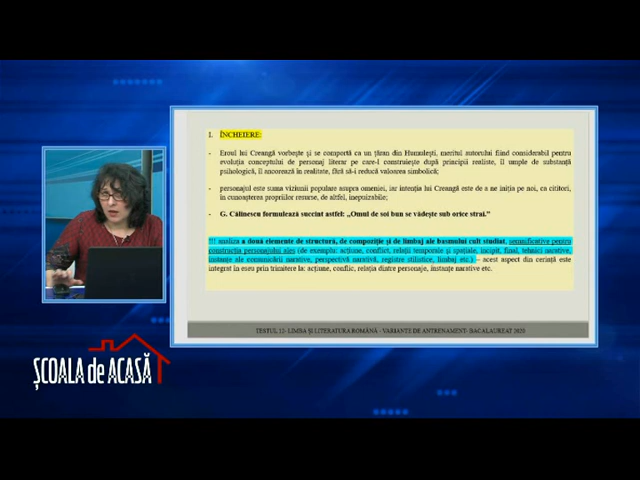 I. ÎNCHEIERE:
- Eroul lui Creangă vorbește și se comportă ca un țăran din Humulești, meritul autorului fiind considerabil pentru
evoluția conceptului de personaj literar pe care-l construiește după principii realiste, îl umple de substanță
psihologică, îl ancorează în realitate, fără să-i reducă valoarea simbolică;
- personajul este suma viziunii populare asupra omeniei, iar intenția lui Creangă este de a ne iniția pe noi, ca cititori,
în cunoașterea propriilor resurse, de altfel, inepuizabile;
- G. Călinescu formulează succint astfel: „Omul de soi bun se vădește sub orice strai."
!!! analiza a două elemente de structură, de compoziție și de limbaj ale basmului cult studiat, semnificative pentru
construcția personajului ales (de exemplu: acțiune, conflict, relații temporale și spațiale, incipit, final, tehnici narative,
instanțe ale comunicării narative, perspectivă narativă, registre stilistice, limbaj etc.) – acest aspect din cerință este
integrat în eseu prin trimitere la: acțiune, conflict, relația dintre personaje, instanțe narative etc.
TESTUL 12- LIMBA ȘI LITERATURA ROMÂNĂ - VARIANTE DE ANTRENAMENT- BACALAUREAT 2020
ȘCOALA de ACASĂ